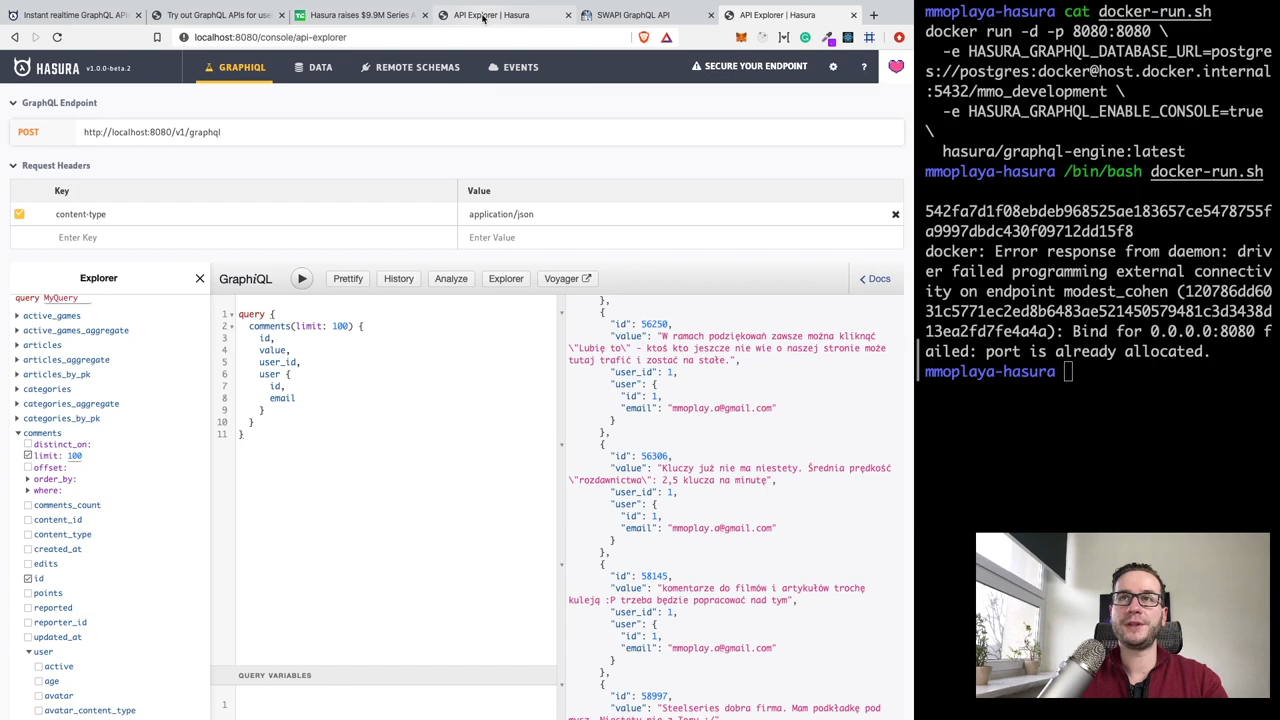 Instant realtime GraphQL APIs
Try out GraphQL APIs for user
Hasura raises $9.9M Series A
API Explorer | Hasura
SWAPI GraphQL API
API Explorer | Hasura
localhost:8080/console/api-explorer
HASURA v1.0.0-beta.2
GRAPHIQL
DATA
REMOTE SCHEMAS
EVENTS
SECURE YOUR ENDPOINT
GraphQL Endpoint
POST http://localhost:8080/v1/graphql
Request Headers
Key Value
content-type application/json
Enter Key Enter Value
Explorer
query MyQuery
active_games
active_games_aggregate
articles
articles_aggregate
articles_by_pk
categories
categories_aggregate
categories_by_pk
comments
distinct_on:
limit: 100
offset:
order_by:
where:
comments_count
content_id
content_type
created_at
edits
id
points
reported
reporter_id
updated_at
user
active
age
avatar
avatar_content_type
GraphiQL
Prettify
History
Analyze
Explorer
Voyager
Docs
1 query {
2 comments(limit: 100) {
3 id,
4 value,
5 user_id,
6 user {
7 id,
8 email
9 }
10 }
11 }
QUERY VARIABLES
1
},
{
"id": 56250,
"value": "W ramach podziękowań zawsze można kliknąć
\"Lubię to\" - ktoś kto jeszcze nie wie o naszej stronie może
tutaj trafić i zostać na stałe.",
"user_id": 1,
"user": {
"id": 1,
"email": "mmoplay.a@gmail.com"
}
},
{
"id": 56306,
"value": "Kluczy już nie ma niestety. Średnia prędkość
\"rozdawnictwa\": 2,5 klucza na minutę",
"user_id": 1,
"user": {
"id": 1,
"email": "mmoplay.a@gmail.com"
}
},
{
"id": 58145,
"value": "komentarze do filmów i artykułów trochę
kuleją :P trzeba będzie popracować nad tym",
"user_id": 1,
"user": {
"id": 1,
"email": "mmoplay.a@gmail.com"
}
},
{
"id": 58997,
"value": "Steelseries dobra firma. Mam podkładkę pod
mmoplaya-hasura cat docker-run.sh
docker run -d -p 8080:8080 \
-e HASURA_GRAPHQL_DATABASE_URL=postgre
s://postgres:docker@host.docker.internal
:5432/mmo_development \
-e HASURA_GRAPHQL_ENABLE_CONSOLE=true
\
hasura/graphql-engine:latest
mmoplaya-hasura /bin/bash docker-run.sh
542fa7d1f08ebdeb968525ae183657ce5478755f
a9997dbdc430f09712dd15f8
docker: Error response from daemon: driv
er failed programming external connectiv
ity on endpoint modest_cohen (120786dd60
31c5771ec2ed8b6483ae521450579481c3d3438d
13ea2fd7fe4a4a): Bind for 0.0.0.0:8080 f
ailed: port is already allocated.
mmoplaya-hasura